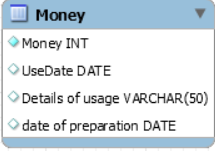 Money
Money INT
UseDate DATE
Details of usage VARCHAR(50)
date of preparation DATE